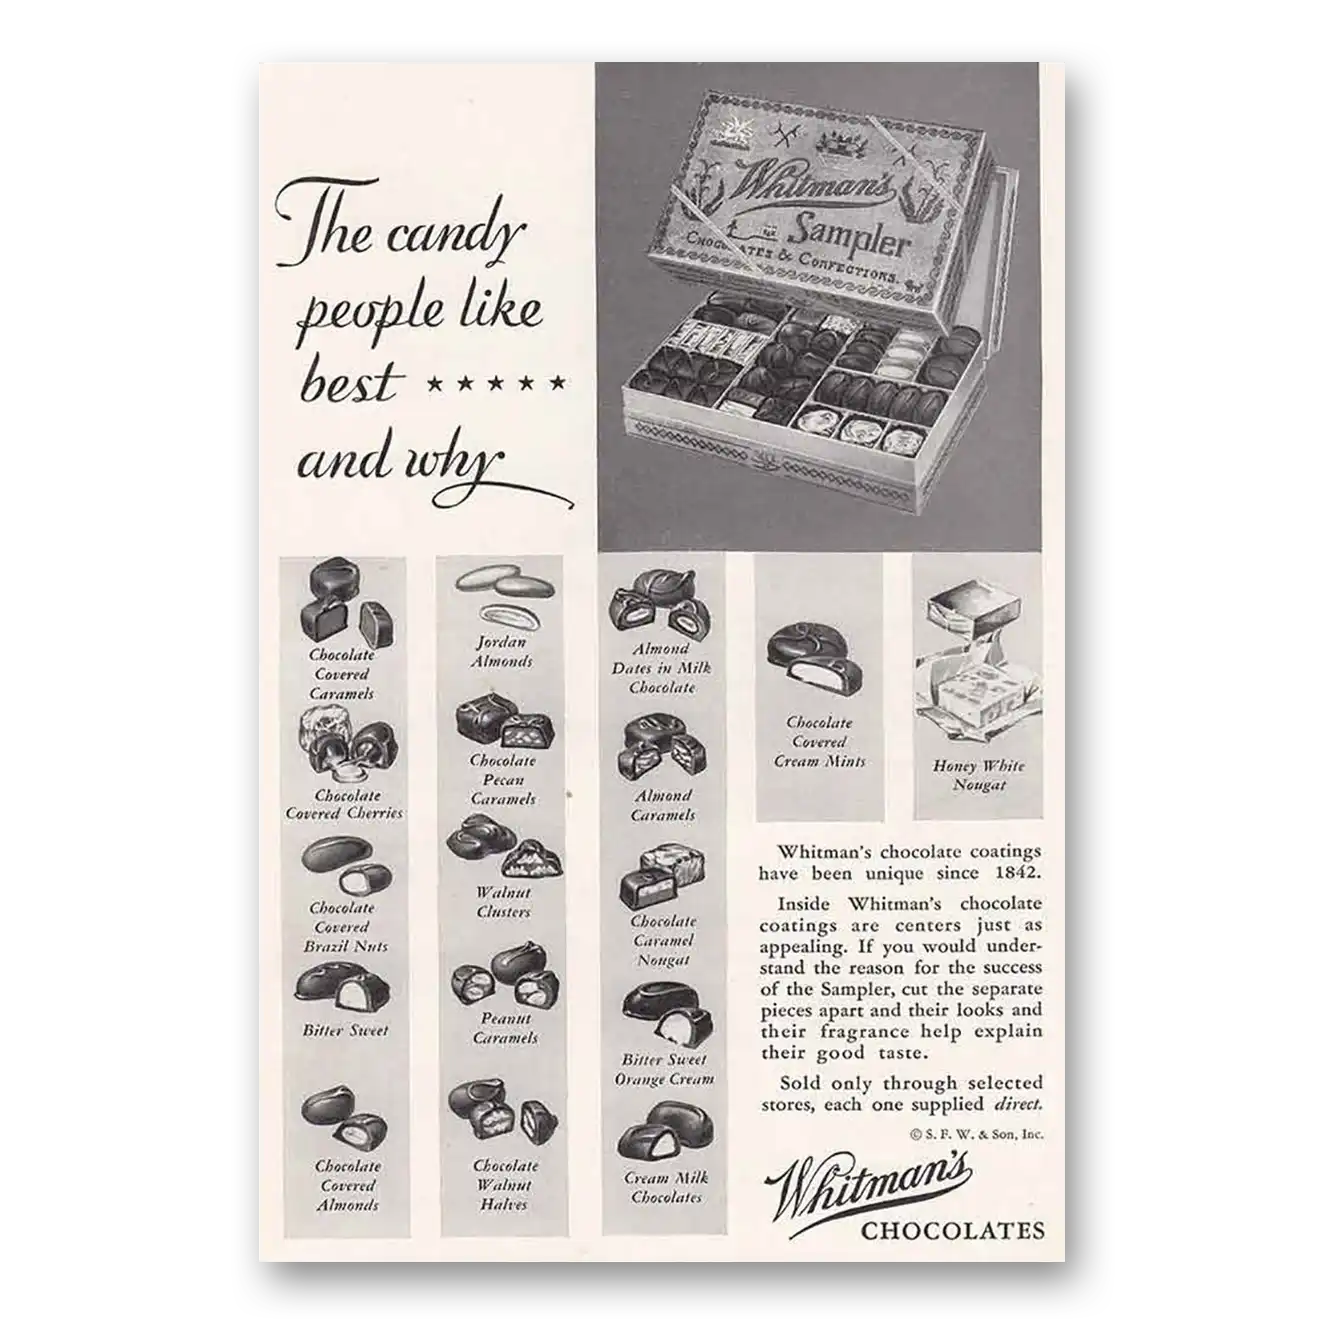 The candy
people like
best ★★★★★
and why
Whitman's
Sampler
CHOCOLATES & CONFECTIONS.
Chocolate
Covered
Caramels
Chocolate
Covered Cherries
Chocolate
Covered
Brazil Nuts
Bitter Sweet
Chocolate
Covered
Almonds
Jordan
Almonds
Chocolate
Pecan
Caramels
Walnut
Clusters
Peanut
Caramels
Chocolate
Walnut
Halves
Almond
Dates in Milk
Chocolate
Almond
Caramels
Chocolate
Caramel
Nougat
Bitter Sweet
Orange Cream
Cream Milk
Chocolates
Chocolate
Covered
Cream Mints
Honey White
Nougat
Whitman's chocolate coatings
have been unique since 1842.
Inside Whitman's chocolate
coatings are centers just as
appealing. If you would under-
stand the reason for the success
of the Sampler, cut the separate
pieces apart and their looks and
their fragrance help explain
their good taste.
Sold only through selected
stores, each one supplied direct.
© S. F. W. & Son, Inc.
Whitman's
CHOCOLATES